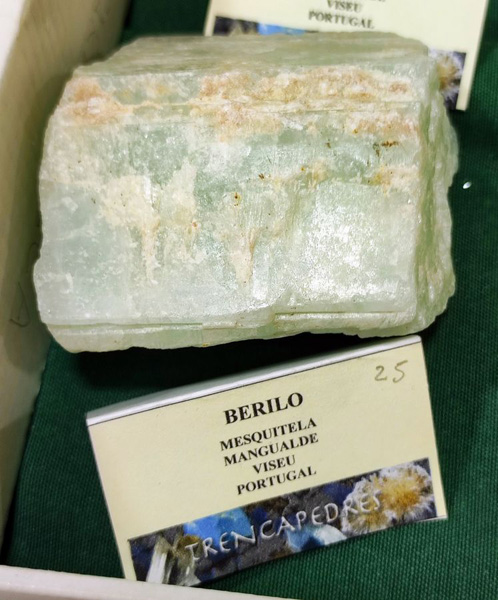 VISEU
PORTUGAL
25
BERILO
MESQUITELA
MANGUALDE
VISEU
PORTUGAL
TRENCAPEDRES